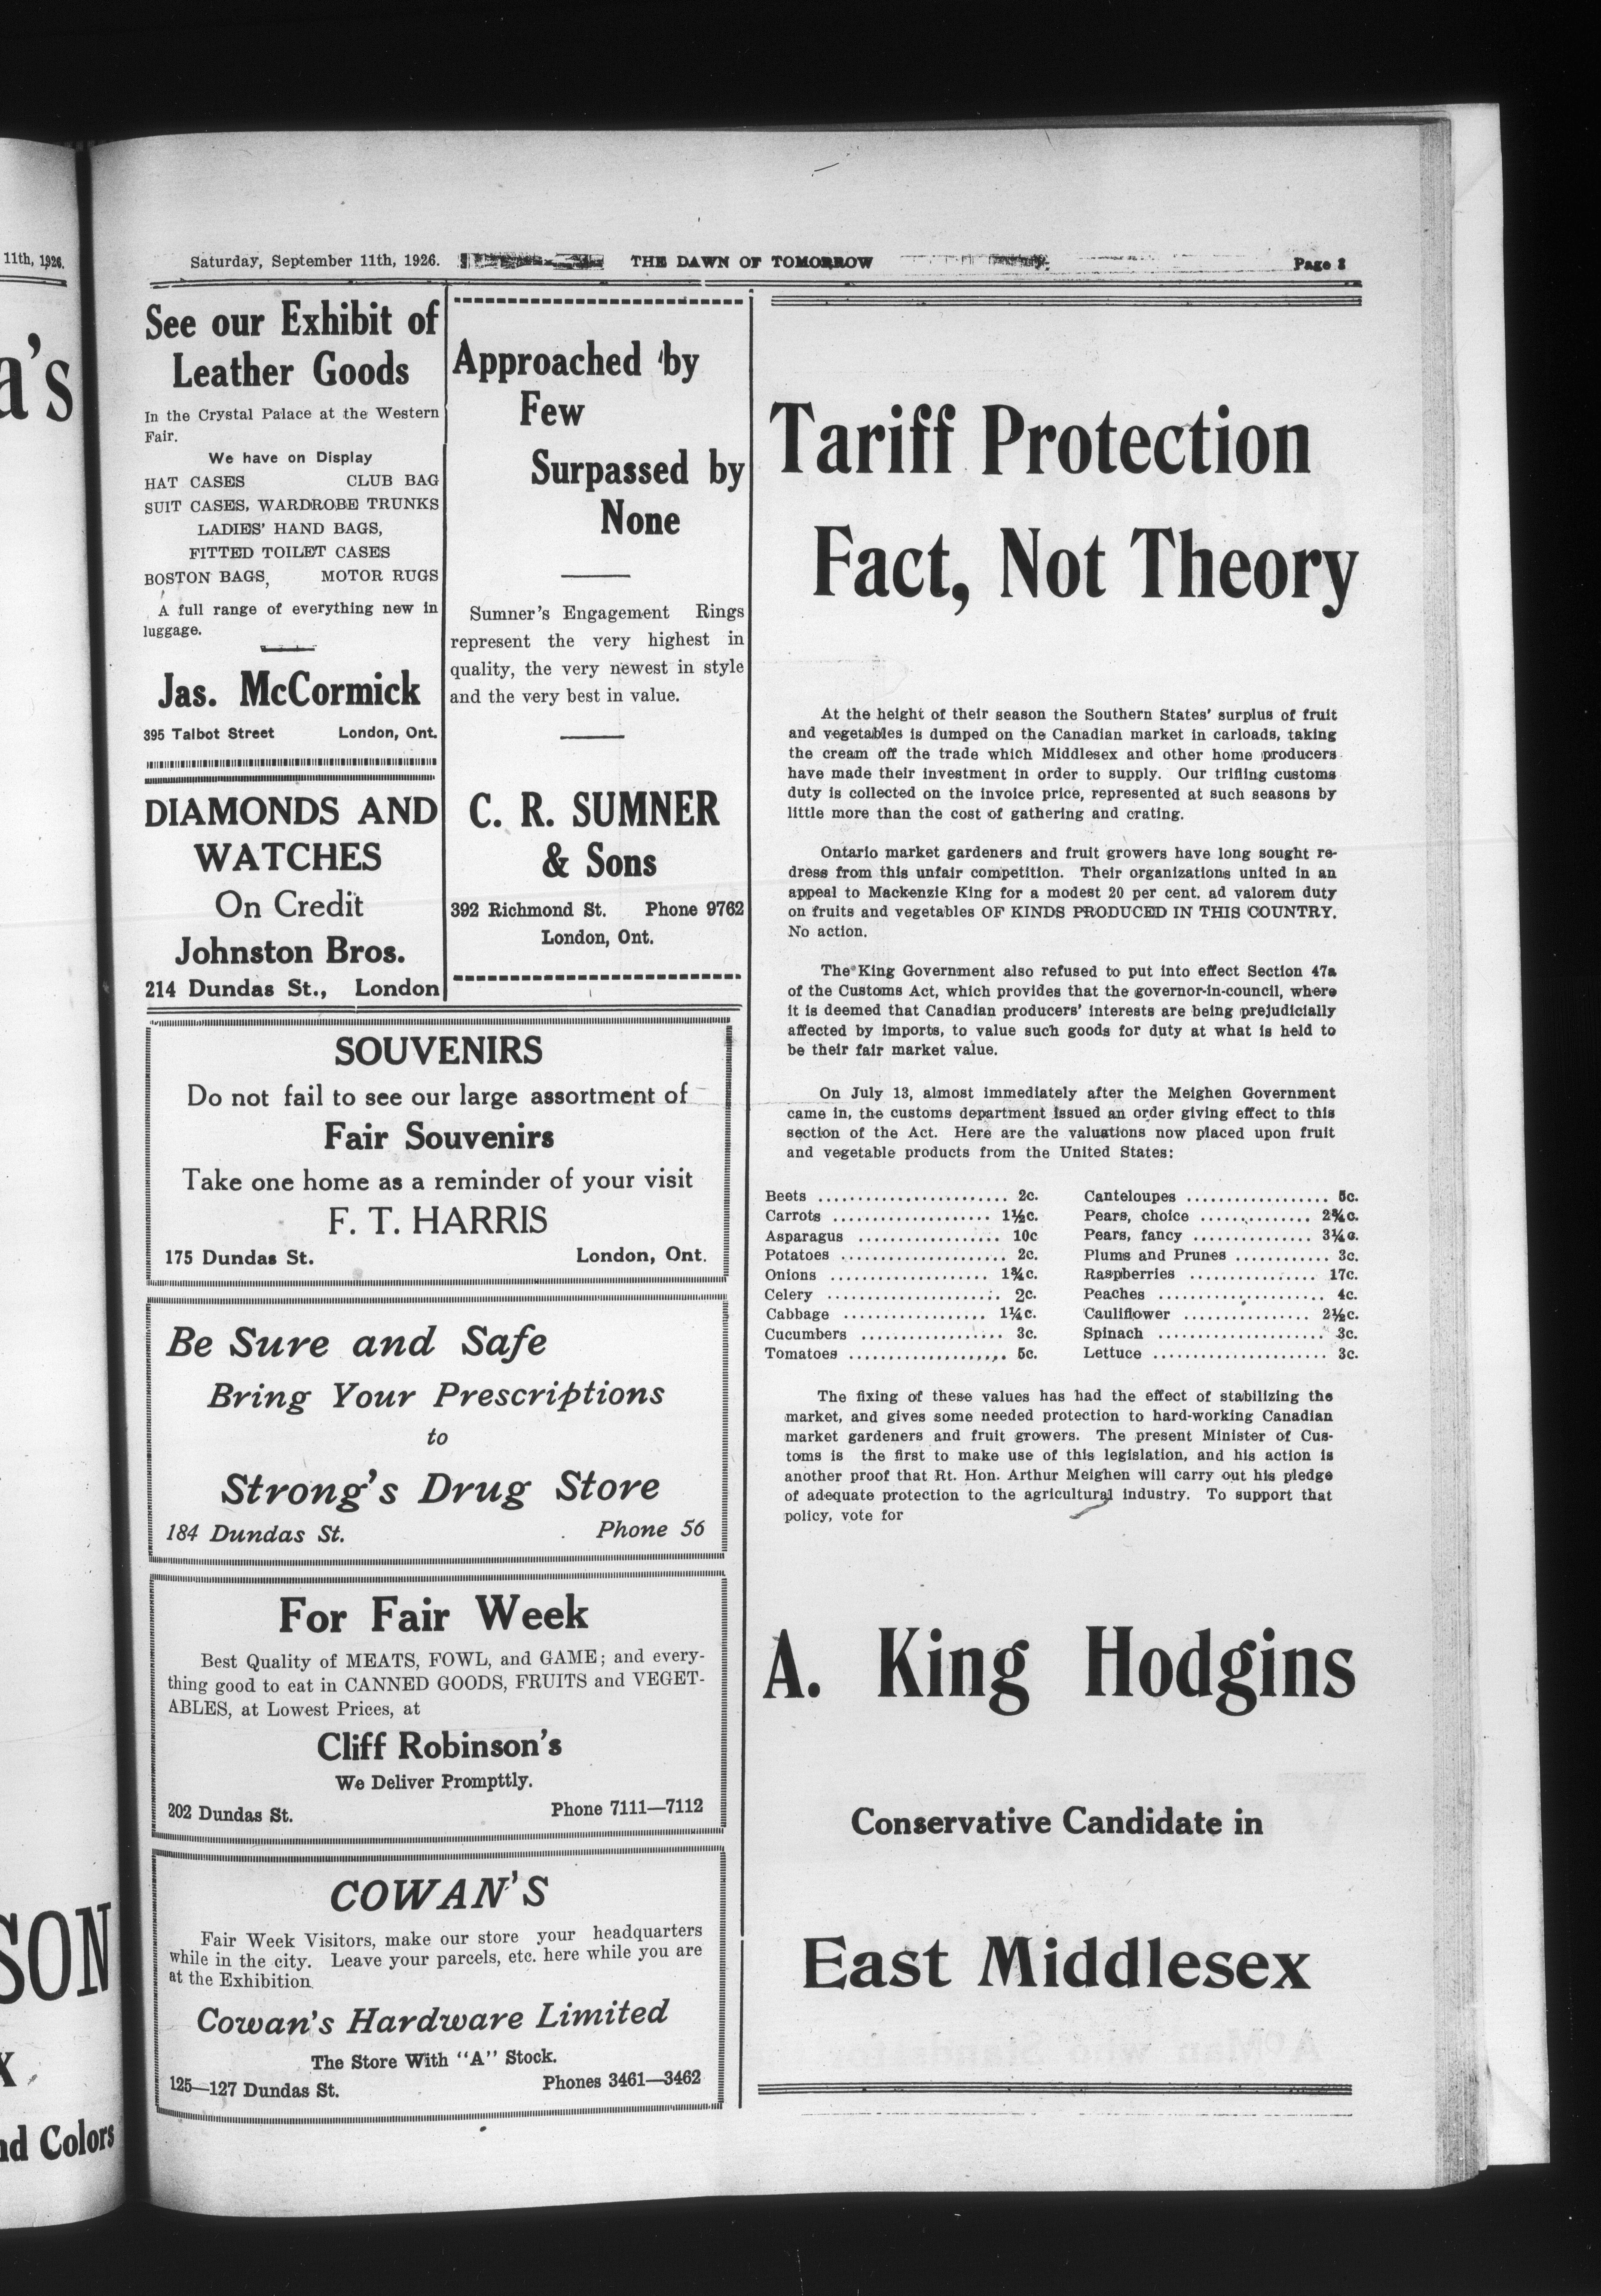 11th, 1926.
a's
SON
nd Colors
Saturday, September 11th, 1926.
THE DAWN OF TOMORROW
Page
See our Exhibit of
Leather Goods
In the Crystal Palace at the Western
Fair.
We have on Display
HAT CASES CLUB BAG
SUIT CASES, WARDROBE TRUNKS
LADIES' HAND BAGS,
FITTED TOILET CASES
BOSTON BAGS, MOTOR RUGS
A full range of everything new in
luggage.
Jas. McCormick
395 Talbot Street London, Ont.
DIAMONDS AND
WATCHES
On Credit
Johnston Bros.
214 Dundas St., London
Approached by
Few
Surpassed by
None
Sumner's Engagement Rings
represent the very highest in
quality, the very newest in style
and the very best in value.
C. R. SUMNER
& Sons
392 Richmond St. Phone 9762
London, Ont.
SOUVENIRS
Do not fail to see our large assortment of
Fair Souvenirs
Take one home as a reminder of your visit
F. T. HARRIS
175 Dundas St. London, Ont.
Be Sure and Safe
Bring Your Prescriptions
to
Strong's Drug Store
184 Dundas St. Phone 56
For Fair Week
Best Quality of MEATS, FOWL, and GAME; and every-
thing good to eat in CANNED GOODS, FRUITS and VEGET-
ABLES, at Lowest Prices, at
Cliff Robinson's
We Deliver Prompttly.
202 Dundas St. Phone 7111—7112
COWAN'S
Fair Week Visitors, make our store your headquarters
while in the city. Leave your parcels, etc. here while you are
at the Exhibition.
Cowan's Hardware Limited
The Store With "A" Stock.
125—127 Dundas St. Phones 3461—3462
Tariff Protection
Fact, Not Theory
At the height of their season the Southern States' surplus of fruit
and vegetables is dumped on the Canadian market in carloads, taking
the cream off the trade which Middlesex and other home producers
have made their investment in order to supply. Our trifling customs
duty is collected on the invoice price, represented at such seasons by
little more than the cost of gathering and crating.
Ontario market gardeners and fruit growers have long sought re-
dress from this unfair competition. Their organizations united in an
appeal to Mackenzie King for a modest 20 per cent. ad valorem duty
on fruits and vegetables OF KINDS PRODUCED IN THIS COUNTRY.
No action.
The King Government also refused to put into effect Section 47a
of the Customs Act, which provides that the governor-in-council, where
it is deemed that Canadian producers' interests are being prejudicially
affected by imports, to value such goods for duty at what is held to
be their fair market value.
On July 13, almost immediately after the Meighen Government
came in, the customs department issued an order giving effect to this
section of the Act. Here are the valuations now placed upon fruit
and vegetable products from the United States:
Beets ........................ 2c.
Carrots .................... 1½c.
Asparagus .................. 10c
Potatoes ..................... 2c.
Onions .................... 1¾c.
Celery ...................... 2c.
Cabbage .................. 1¼c.
Cucumbers .................. 3c.
Tomatoes .................... 5c.
Canteloupes .................. 5c.
Pears, choice .............. 2¾c.
Pears, fancy ............... 3¼c.
Plums and Prunes ............ 3c.
Raspberries ................ 17c.
Peaches ..................... 4c.
Cauliflower ................ 2½c.
Spinach ..................... 3c.
Lettuce ...................... 3c.
The fixing of these values has had the effect of stabilizing the
market, and gives some needed protection to hard-working Canadian
market gardeners and fruit growers. The present Minister of Cus-
toms is the first to make use of this legislation, and his action is
another proof that Rt. Hon. Arthur Meighen will carry out his pledge
of adequate protection to the agricultural industry. To support that
policy, vote for
A. King Hodgins
Conservative Candidate in
East Middlesex